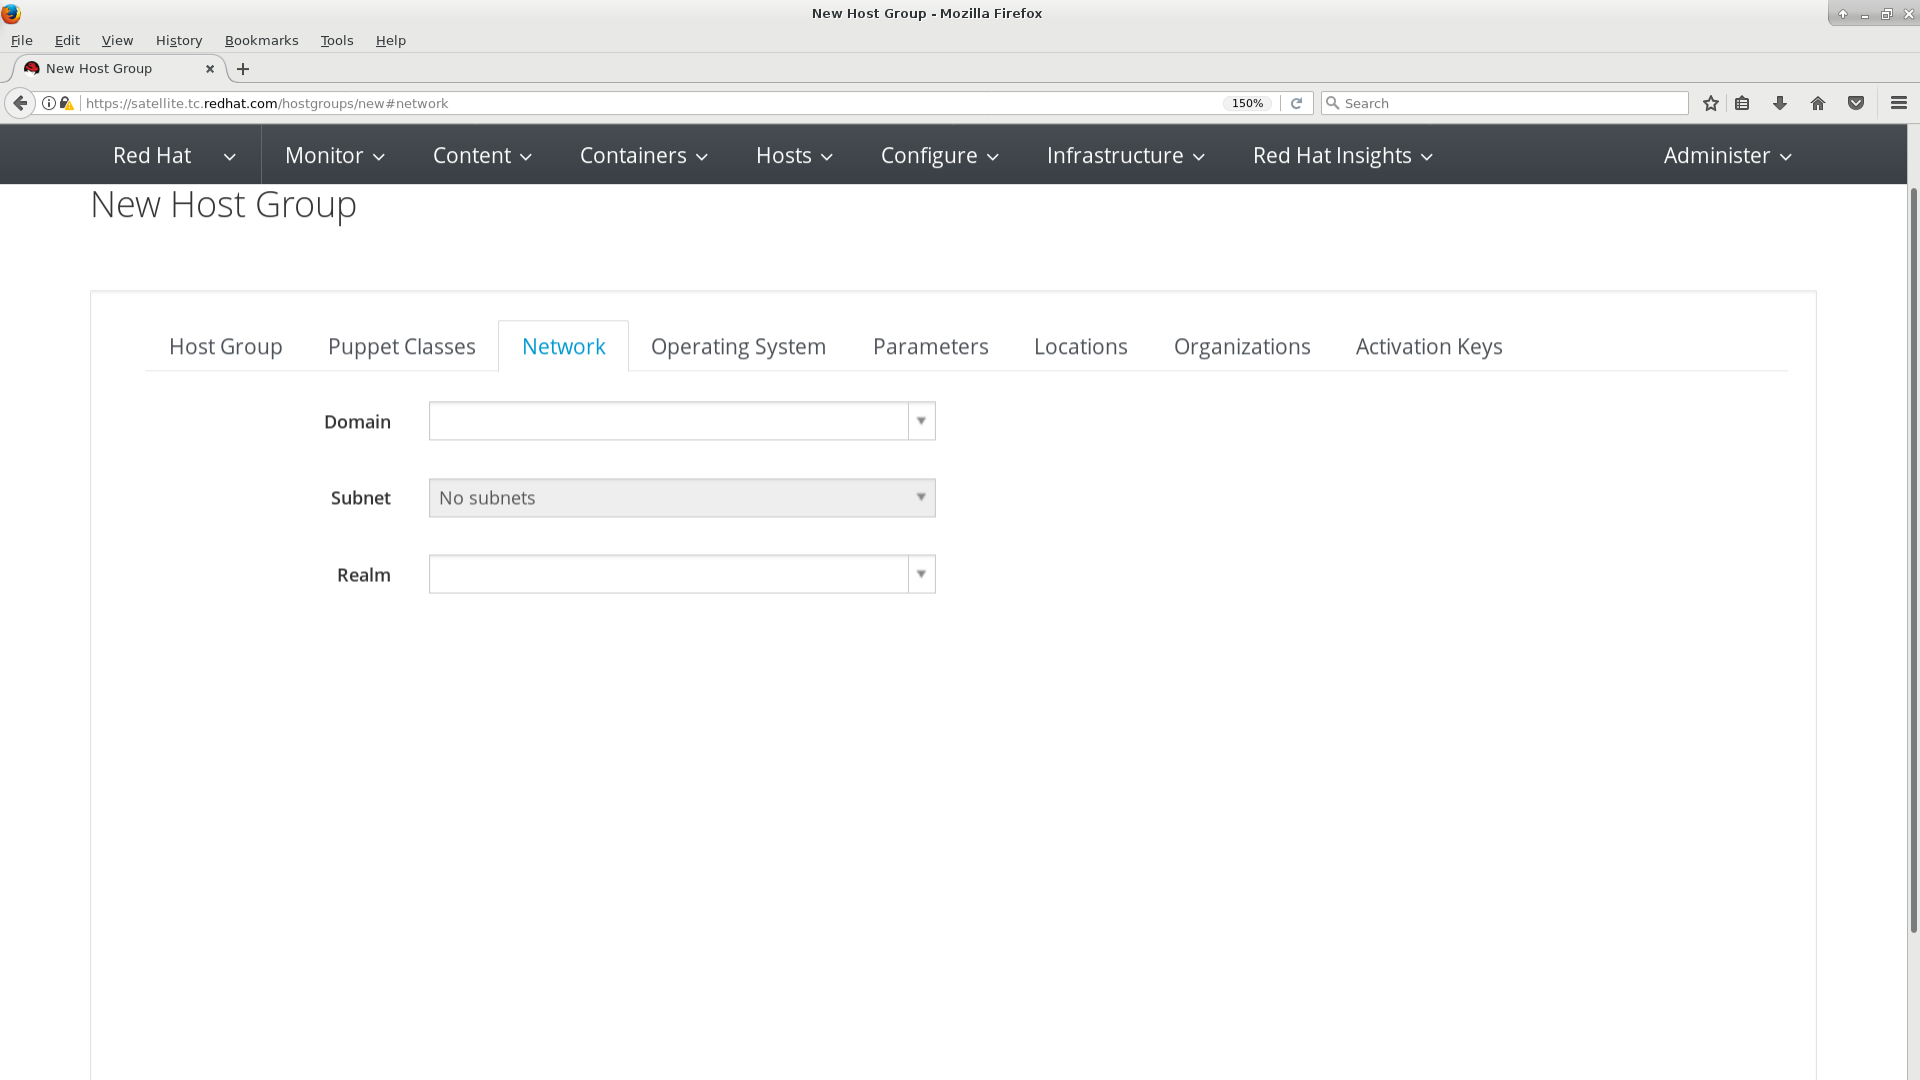 New Host Group - Mozilla Firefox
File Edit View History Bookmarks Tools Help
New Host Group
https://satellite.tc.redhat.com/hostgroups/new#network 150% Search
Red Hat Monitor Content Containers Hosts Configure Infrastructure Red Hat Insights Administer
New Host Group
Host Group Puppet Classes Network Operating System Parameters Locations Organizations Activation Keys
Domain
Subnet No subnets
Realm